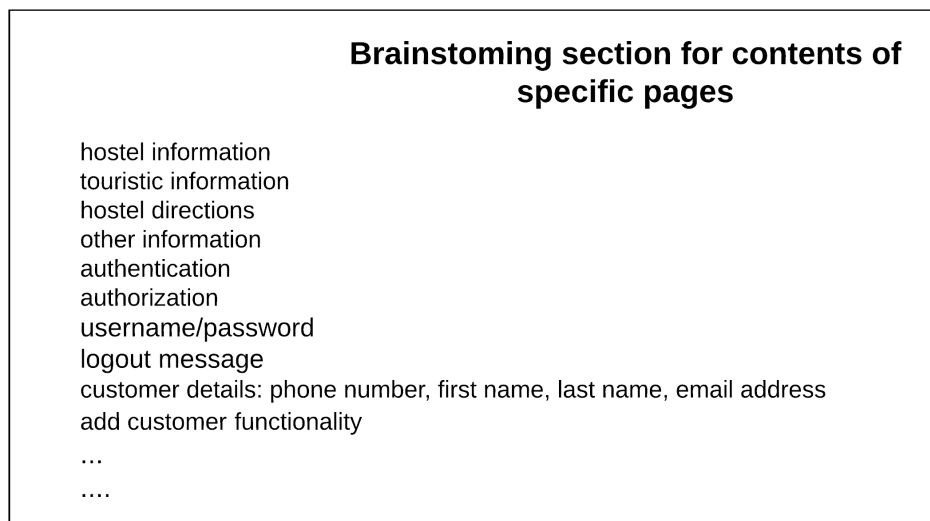 Brainstoming section for contents of
specific pages
hostel information
touristic information
hostel directions
other information
authentication
authorization
username/password
logout message
customer details: phone number, first name, last name, email address
add customer functionality
...
....